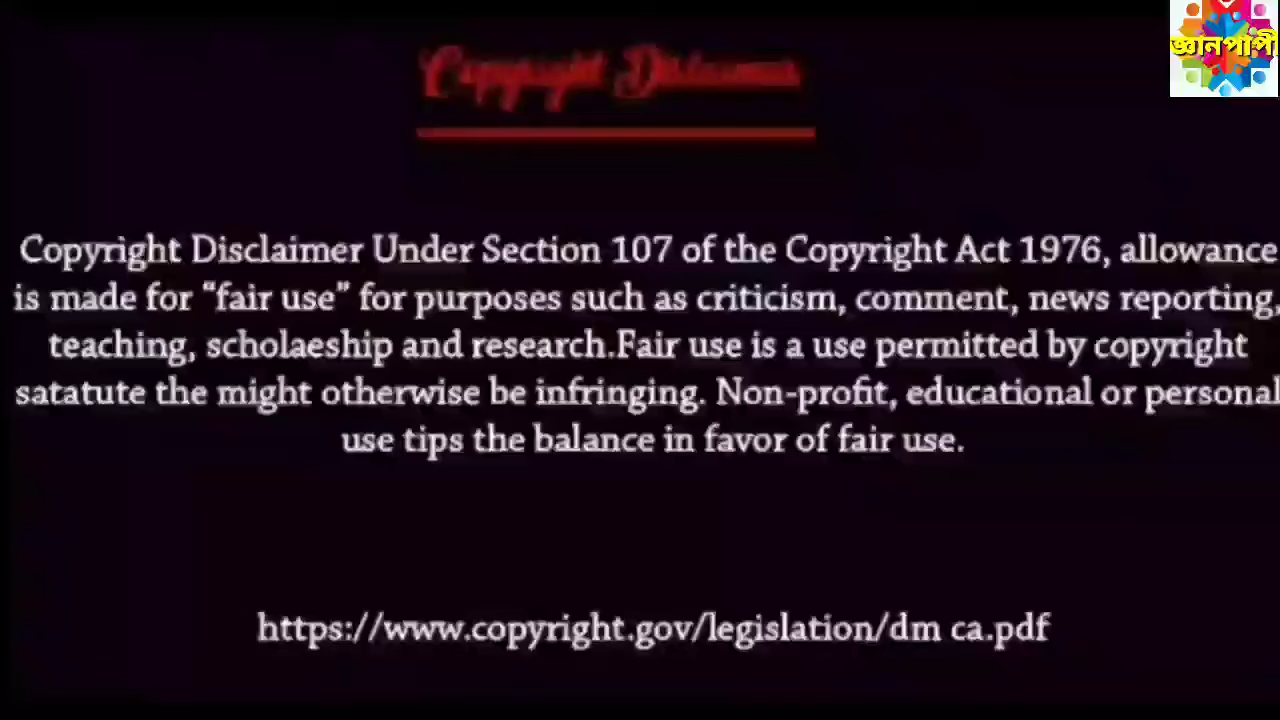 Copyright Disclaimer
জ্ঞানপাপী
Copyright Disclaimer Under Section 107 of the Copyright Act 1976, allowance
is made for “fair use” for purposes such as criticism, comment, news reporting,
teaching, scholaeship and research.Fair use is a use permitted by copyright
satatute the might otherwise be infringing. Non-profit, educational or personal
use tips the balance in favor of fair use.
https://www.copyright.gov/legislation/dm ca.pdf